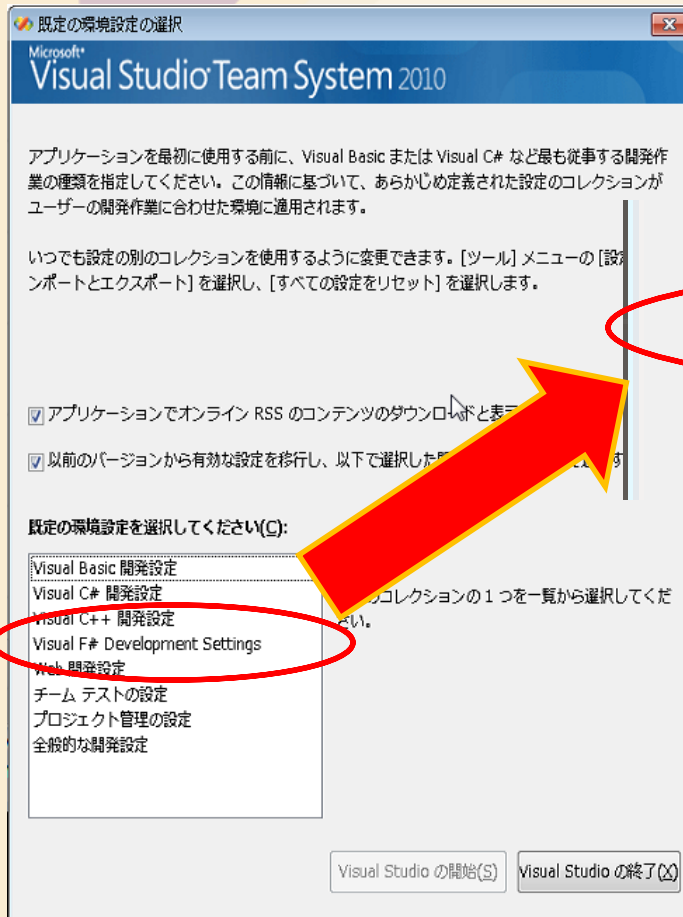 既定の環境設定の選択
Microsoft®
Visual Studio Team System 2010
アプリケーションを最初に使用する前に、Visual Basic または Visual C# など最も従事する開発作
業の種類を指定してください。この情報に基づいて、あらかじめ定義された設定のコレクションが
ユーザーの開発作業に合わせた環境に適用されます。
いつでも設定の別のコレクションを使用するように変更できます。[ツール] メニューの [設
ンポートとエクスポート] を選択し、[すべての設定をリセット] を選択します。
アプリケーションでオンライン RSS のコンテンツのダウンロードと表示
以前のバージョンから有効な設定を移行し、以下で選択した
既定の環境設定を選択してください(C):
Visual Basic 開発設定
Visual C# 開発設定
Visual C++ 開発設定
Visual F# Development Settings
Web 開発設定
チーム テストの設定
プロジェクト管理の設定
全般的な開発設定
のコレクションの 1 つを一覧から選択してくだ
さい。
Visual Studio の開始(S)
Visual Studio の終了(X)